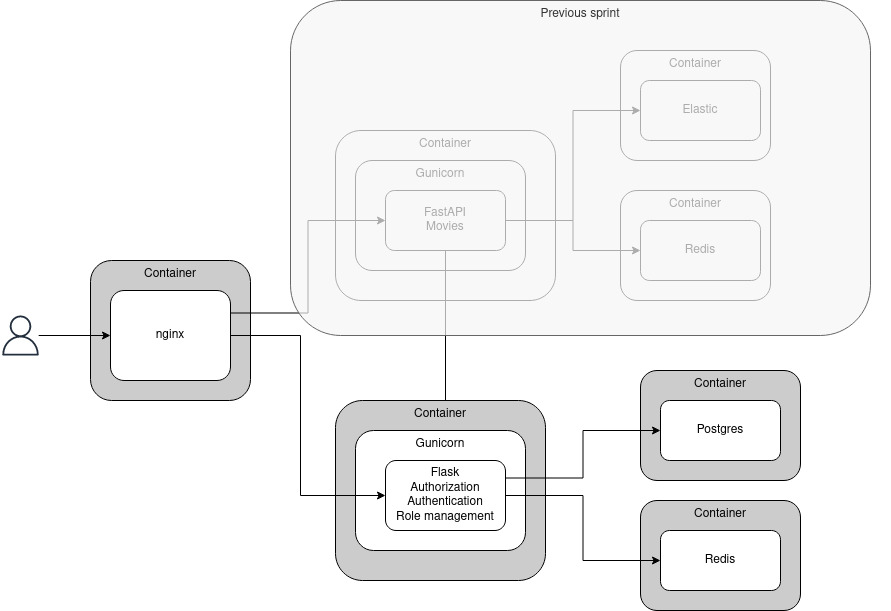 Previous sprint
Container
Elastic
Container
Gunicorn
FastAPI
Movies
Container
Redis
Container
nginx
Container
Gunicorn
Flask
Authorization
Authentication
Role management
Container
Postgres
Container
Redis